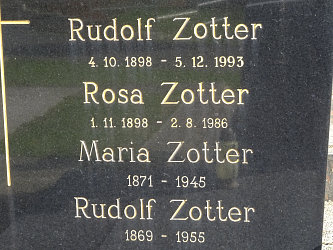 Rudolf Zotter
4. 10. 1898 - 5. 12. 1993
Rosa Zotter
1. 11. 1898 - 2. 8. 1986
Maria Zotter
1871 - 1945
Rudolf Zotter
1869 - 1955